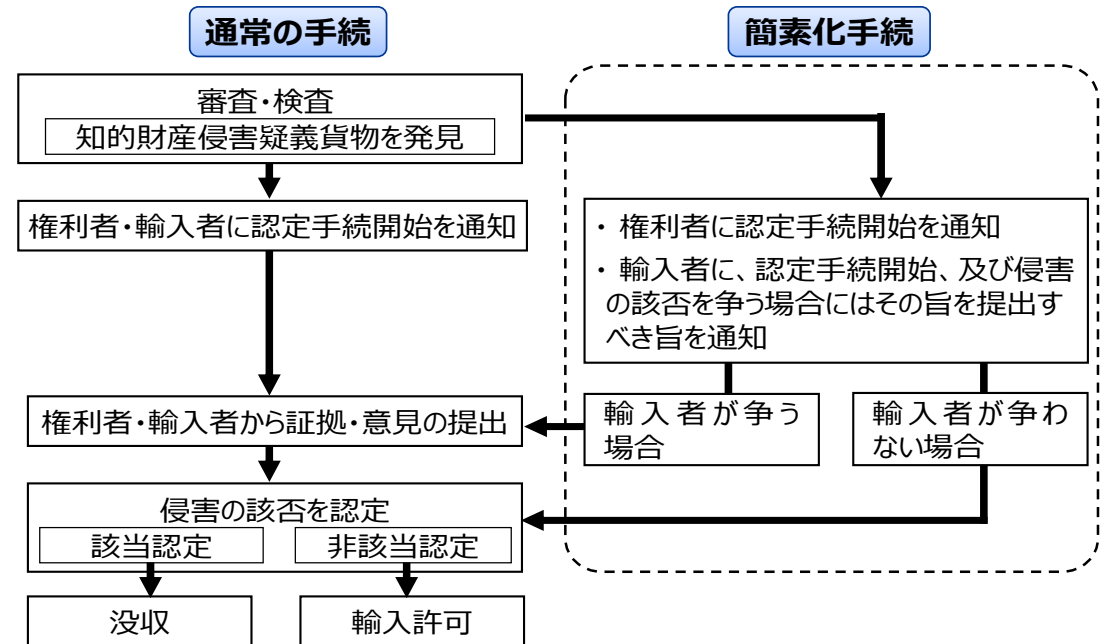 通常の手続
簡素化手続
審査・検査
知的財産侵害疑義貨物を発見
権利者・輸入者に認定手続開始を通知
・ 権利者に認定手続開始を通知
・ 輸入者に、認定手続開始、及び侵害
の該否を争う場合にはその旨を提出す
べき旨を通知
権利者・輸入者から証拠・意見の提出
輸入者が争う
場合
輸入者が争わ
ない場合
侵害の該否を認定
該当認定
非該当認定
没収
輸入許可